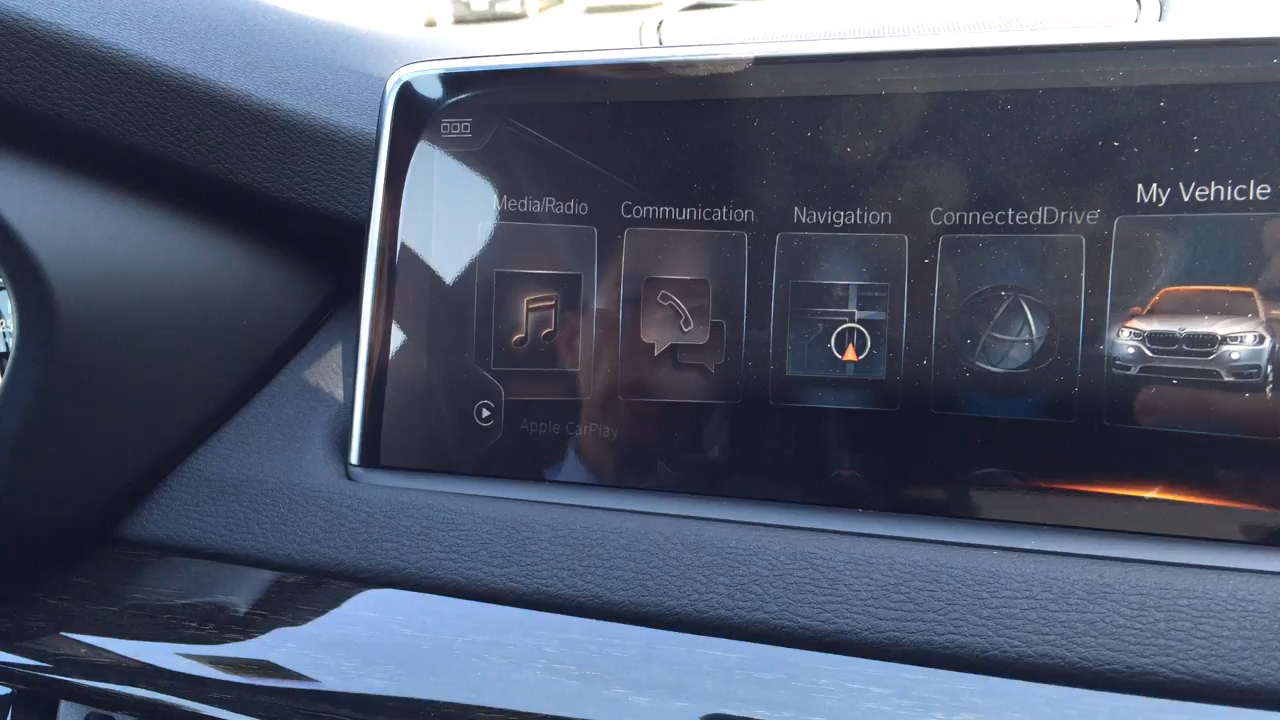 Media/Radio
Communication
Navigation
ConnectedDrive
My Vehicle
Apple CarPlay